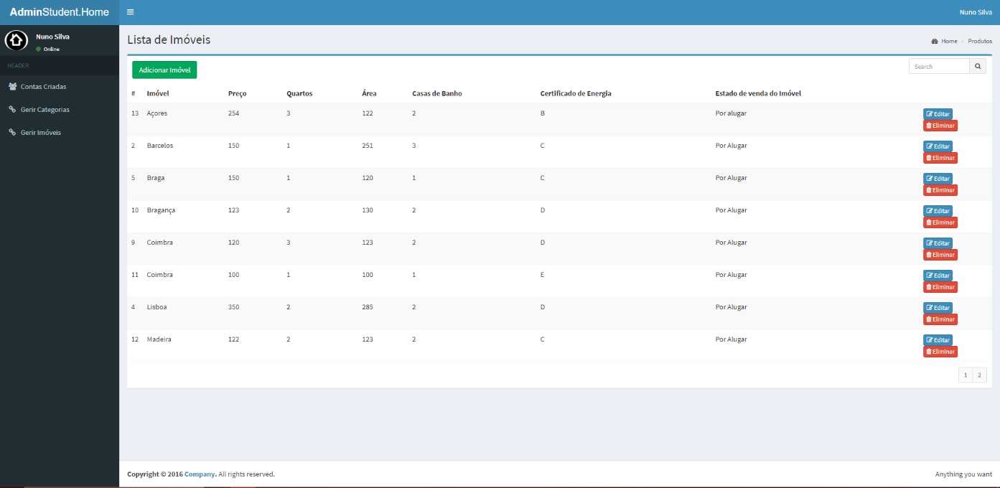 AdminStudent.Home
Nuno Silva
Nuno Silva
Online
HEADER
Contas Criadas
Gerir Categorias
Gerir Imóveis
Lista de Imóveis
Home > Produtos
Adicionar Imóvel
Search
# Imóvel Preço Quartos Área Casas de Banho Certificado de Energia Estado de venda do Imóvel
13 Açores 254 3 122 2 B Por alugar Editar
Eliminar
2 Barcelos 150 1 251 3 C Por Alugar Editar
Eliminar
5 Braga 150 1 120 1 C Por Alugar Editar
Eliminar
10 Bragança 123 2 130 2 D Por Alugar Editar
Eliminar
9 Coimbra 120 3 123 2 D Por Alugar Editar
Eliminar
11 Coimbra 100 1 100 1 E Por Alugar Editar
Eliminar
4 Lisboa 350 2 285 2 D Por Alugar Editar
Eliminar
12 Madeira 122 2 123 2 C Por Alugar Editar
Eliminar
1 2
Copyright © 2016 Company. All rights reserved.
Anything you want